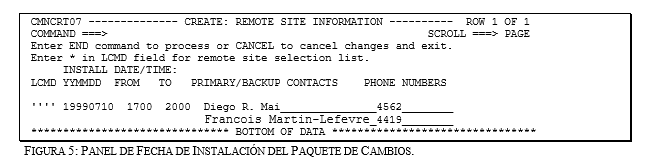 CMNCRT07 -------------- CREATE: REMOTE SITE INFORMATION ---------- ROW 1 OF 1
COMMAND ===> SCROLL ===> PAGE
Enter END command to process or CANCEL to cancel changes and exit.
Enter * in LCMD field for remote site selection list.
INSTALL DATE/TIME:
LCMD YYMMDD FROM TO PRIMARY/BACKUP CONTACTS PHONE NUMBERS
'''' 19990710 1700 2000 Diego R. Mai____________________4562________
Francois Martin-Lefevre_4419________
****************************** BOTTOM OF DATA *******************************
FIGURA 5: PANEL DE FECHA DE INSTALACIÓN DEL PAQUETE DE CAMBIOS.